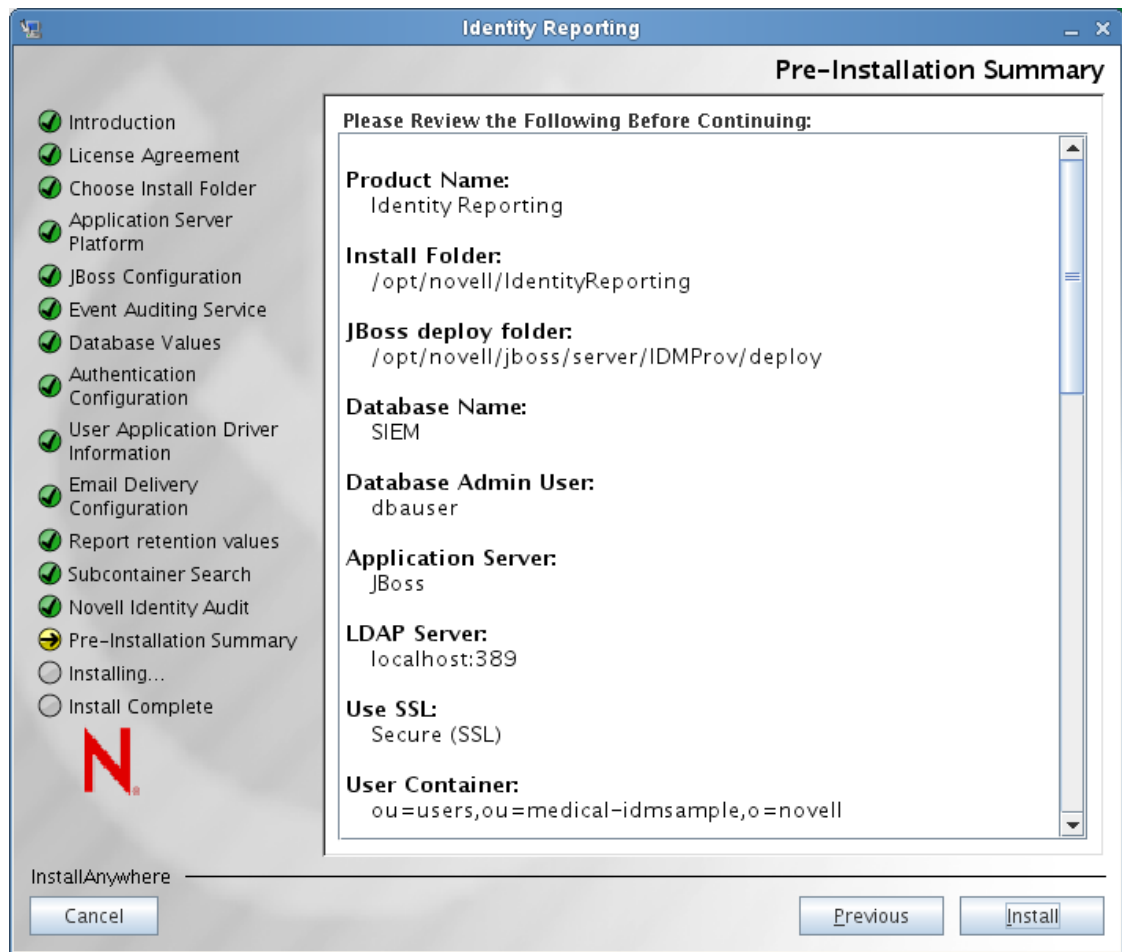 Identity Reporting
Pre-Installation Summary
Introduction
License Agreement
Choose Install Folder
Application Server
Platform
JBoss Configuration
Event Auditing Service
Database Values
Authentication
Configuration
User Application Driver
Information
Email Delivery
Configuration
Report retention values
Subcontainer Search
Novell Identity Audit
Pre-Installation Summary
Installing...
Install Complete
N
Please Review the Following Before Continuing:
Product Name:
Identity Reporting
Install Folder:
/opt/novell/IdentityReporting
JBoss deploy folder:
/opt/novell/jboss/server/IDMProv/deploy
Database Name:
SIEM
Database Admin User:
dbauser
Application Server:
JBoss
LDAP Server:
localhost:389
Use SSL:
Secure (SSL)
User Container:
ou=users,ou=medical-idmsample,o=novell
InstallAnywhere
Cancel
Previous
Install